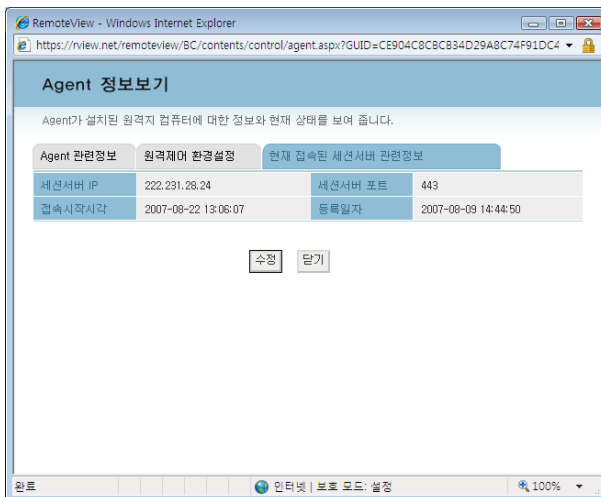 RemoteView - Windows Internet Explorer
https://rview.net/remoteview/BC/contents/control/agent.aspx?GUID=CE904C8CBCB34D29A8C74F91DC4
Agent 정보보기
Agent가 설치된 원격지 컴퓨터에 대한 정보와 현재 상태를 보여 줍니다.
Agent 관련정보 원격제어 환경설정 현재 접속된 세션서버 관련정보
세션서버 IP 222.231.28.24 세션서버 포트 443
접속시작시각 2007-08-22 13:06:07 등록일자 2007-08-09 14:44:50
수정 닫기
완료 인터넷 | 보호 모드: 설정 100%